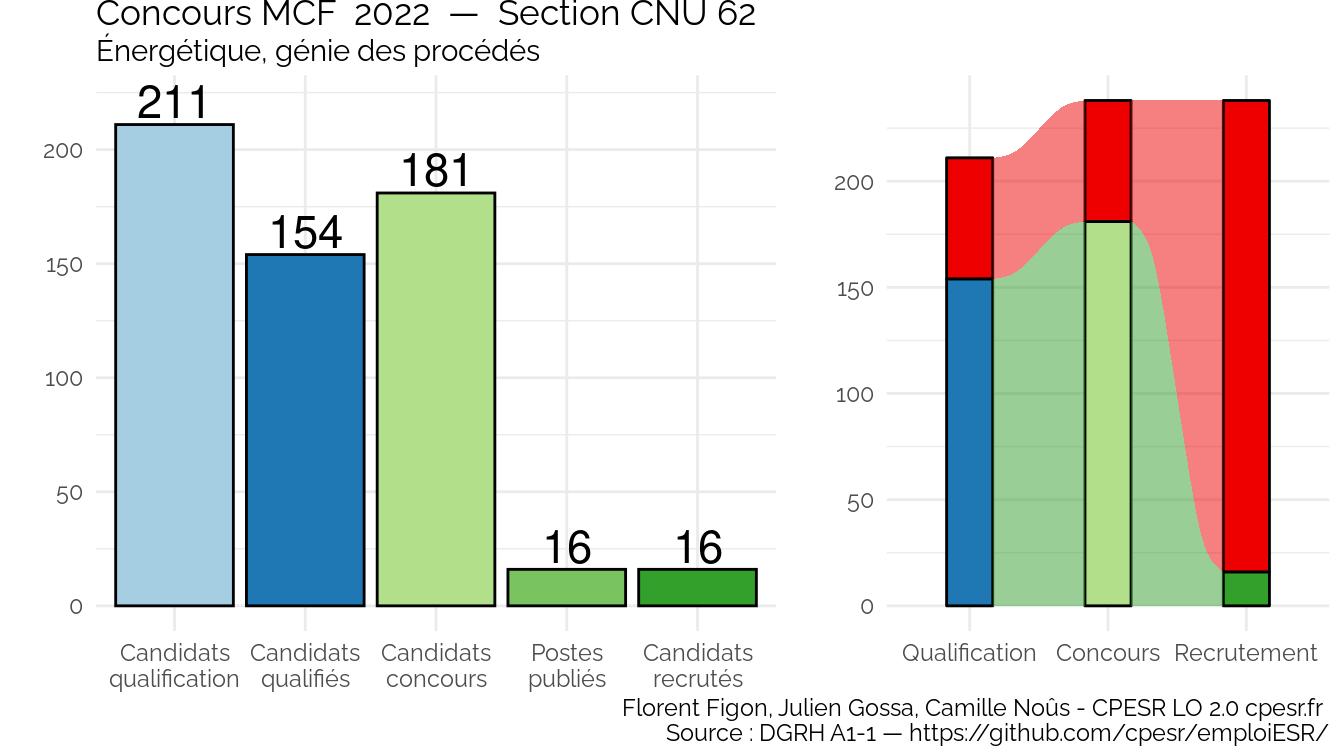 Concours MCF 2022 — Section CNU 62
Énergétique, génie des procédés
211
154
181
16
16
200
150
100
50
0
Candidats qualification
Candidats qualifiés
Candidats concours
Postes publiés
Candidats recrutés
200
150
100
50
0
Qualification
Concours
Recrutement
Florent Figon, Julien Gossa, Camille Noûs - CPESR LO 2.0 cpesr.fr
Source : DGRH A1-1 — https://github.com/cpesr/emploiESR/